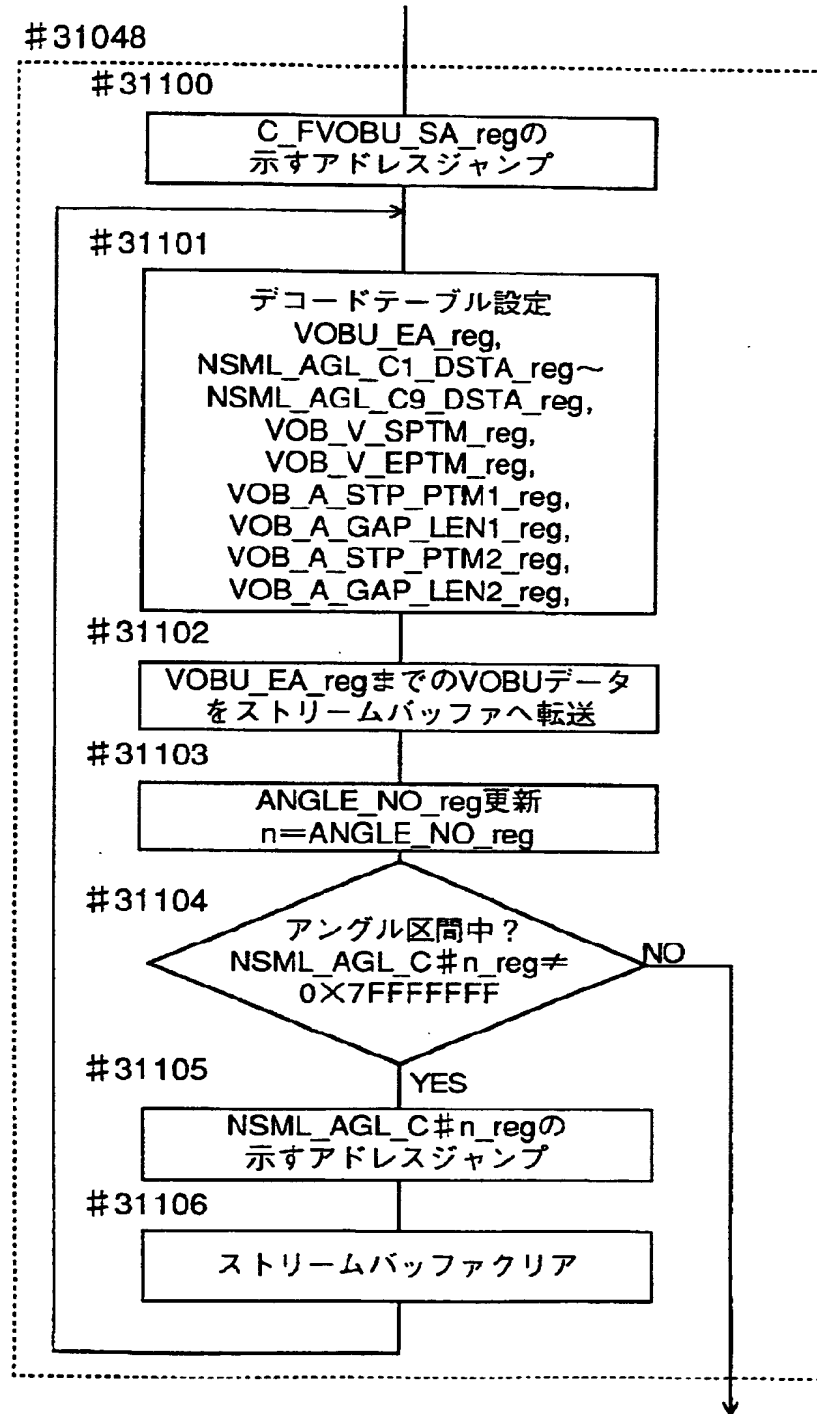 #31048
#31100
C_FVOBU_SA_regの
示すアドレスジャンプ
#31101
デコードテーブル設定
VOBU_EA_reg,
NSML_AGL_C1_DSTA_reg～
NSML_AGL_C9_DSTA_reg,
VOB_V_SPTM_reg,
VOB_V_EPTM_reg,
VOB_A_STP_PTM1_reg,
VOB_A_GAP_LEN1_reg,
VOB_A_STP_PTM2_reg,
VOB_A_GAP_LEN2_reg,
#31102
VOBU_EA_regまでのVOBUデータ
をストリームバッファへ転送
#31103
ANGLE_NO_reg更新
n＝ANGLE_NO_reg
#31104
アングル区間中？
NSML_AGL_C#n_reg≠
0×7FFFFFFF
NO
#31105
YES
NSML_AGL_C#n_regの
示すアドレスジャンプ
#31106
ストリームバッファクリア